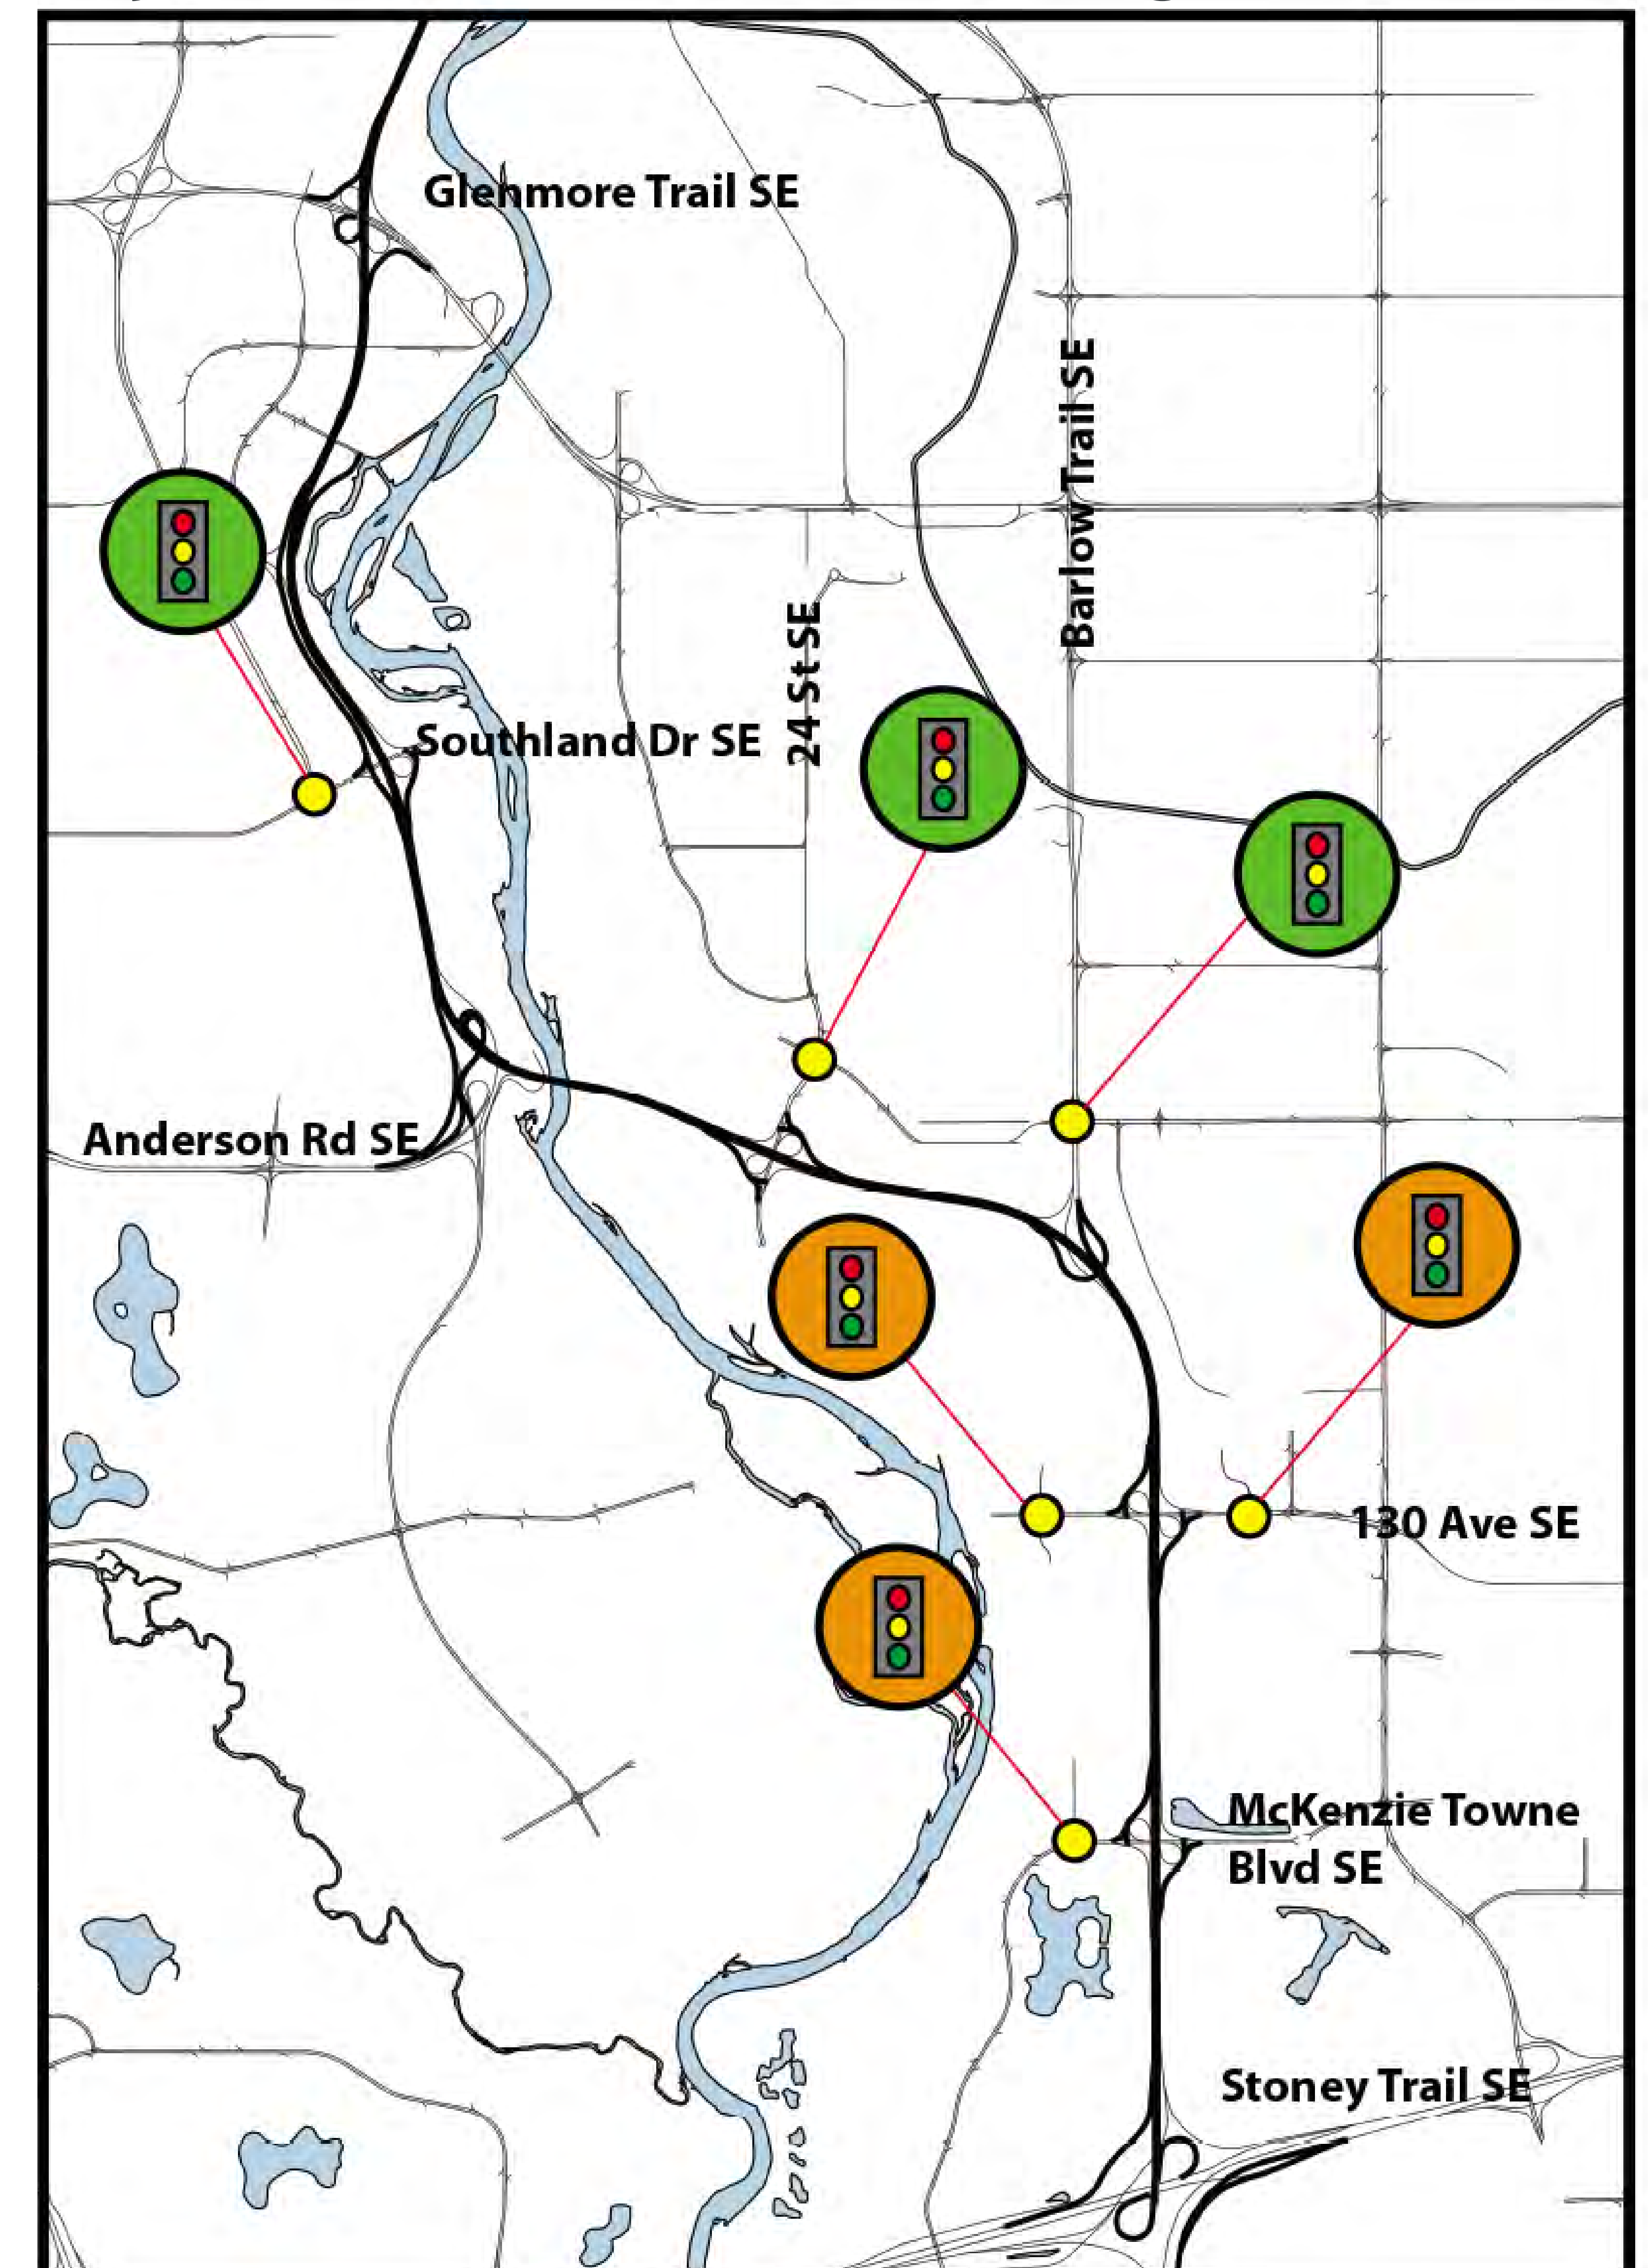 Glenmore Trail SE
Barlow Trail SE
24 St SE
Southland Dr SE
Anderson Rd SE
130 Ave SE
McKenzie Towne
Blvd SE
Stoney Trail SE